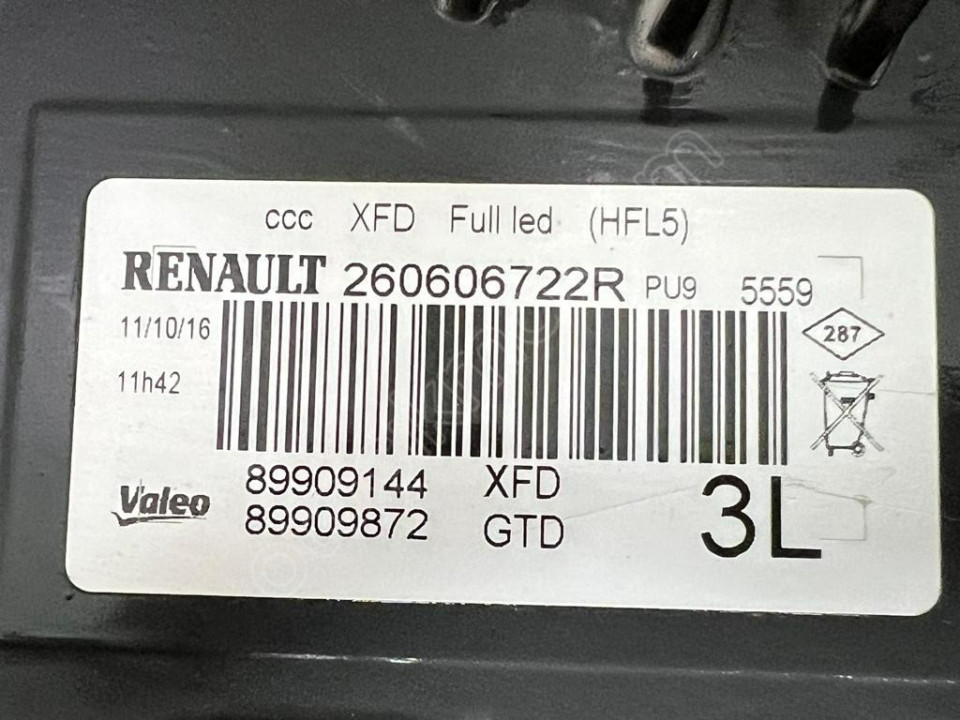 ccc XFD Full led (HFL5)
RENAULT 260606722R PU9 5559
11/10/16
287
11h42
89909144 XFD
Valeo
89909872 GTD
3L